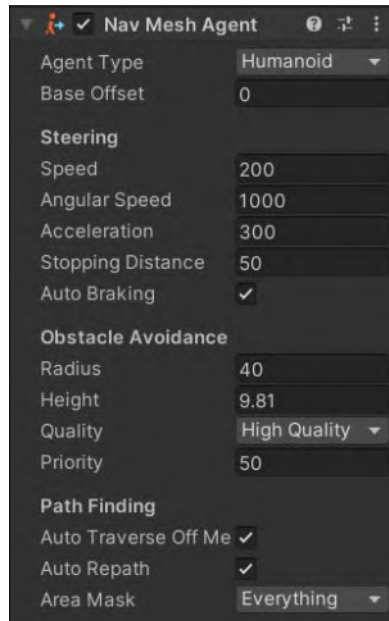 Nav Mesh Agent
Agent Type Humanoid
Base Offset 0
Steering
Speed 200
Angular Speed 1000
Acceleration 300
Stopping Distance 50
Auto Braking
Obstacle Avoidance
Radius 40
Height 9.81
Quality High Quality
Priority 50
Path Finding
Auto Traverse Off Me
Auto Repath
Area Mask Everything